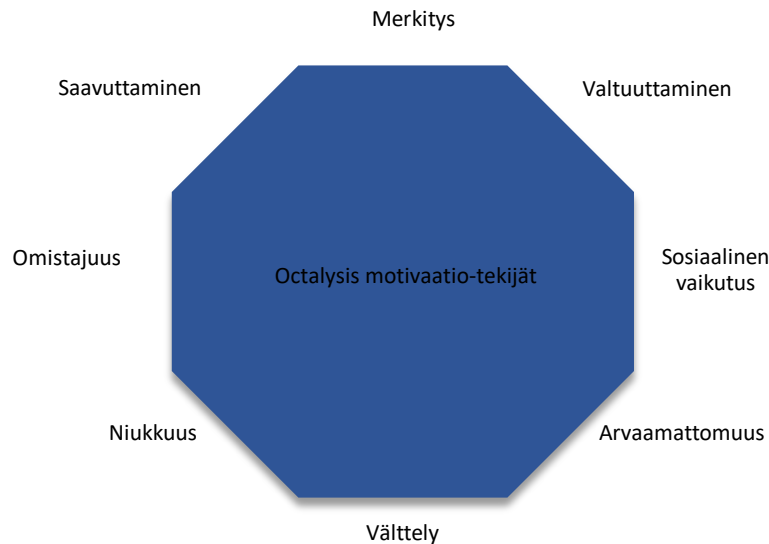 Merkitys
Saavuttaminen
Valtuuttaminen
Omistajuus
Octalysis motivaatio-tekijät
Sosiaalinen
vaikutus
Niukkuus
Arvaamattomuus
Välttely